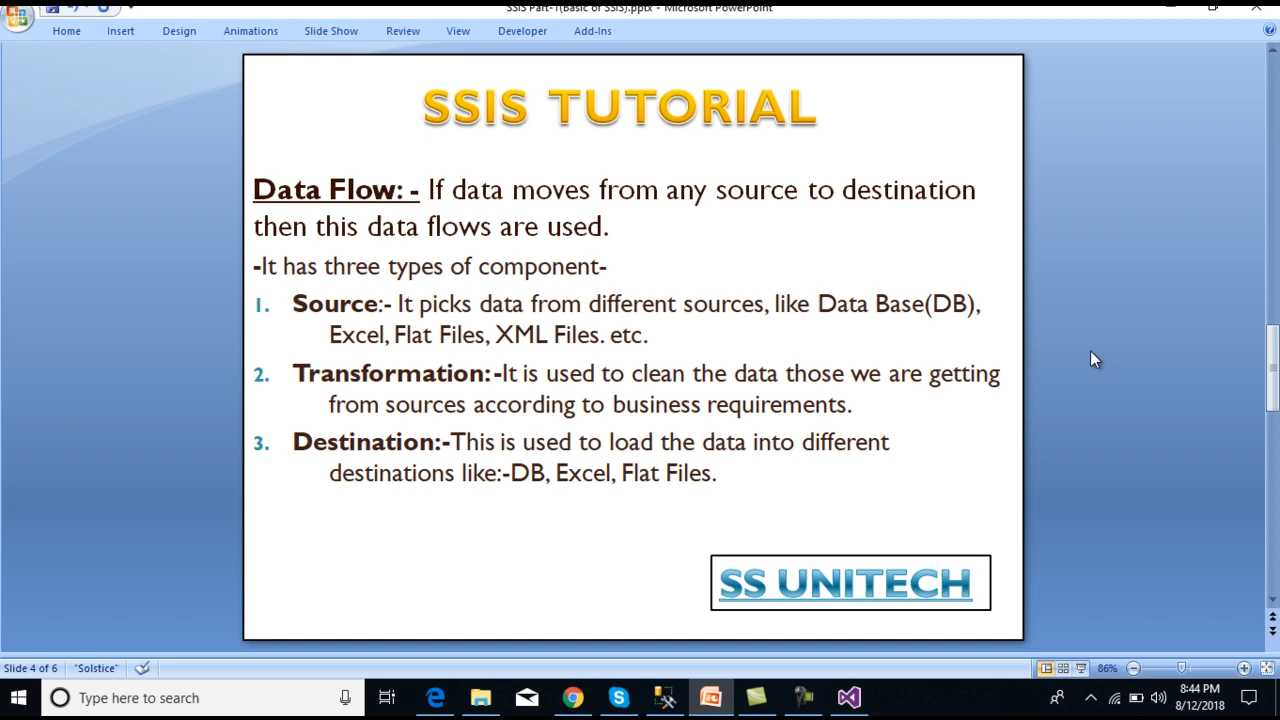 SSIS Part-1(Basic of SSIS).pptx - Microsoft PowerPoint
Home Insert Design Animations Slide Show Review View Developer Add-Ins
SSIS TUTORIAL
Data Flow: - If data moves from any source to destination
then this data flows are used.
-It has three types of component-
1. Source:- It picks data from different sources, like Data Base(DB),
Excel, Flat Files, XML Files. etc.
2. Transformation:-It is used to clean the data those we are getting
from sources according to business requirements.
3. Destination:-This is used to load the data into different
destinations like:-DB, Excel, Flat Files.
SS UNITECH
Slide 4 of 6 "Solstice" 86%
Type here to search
8:44 PM
8/12/2018